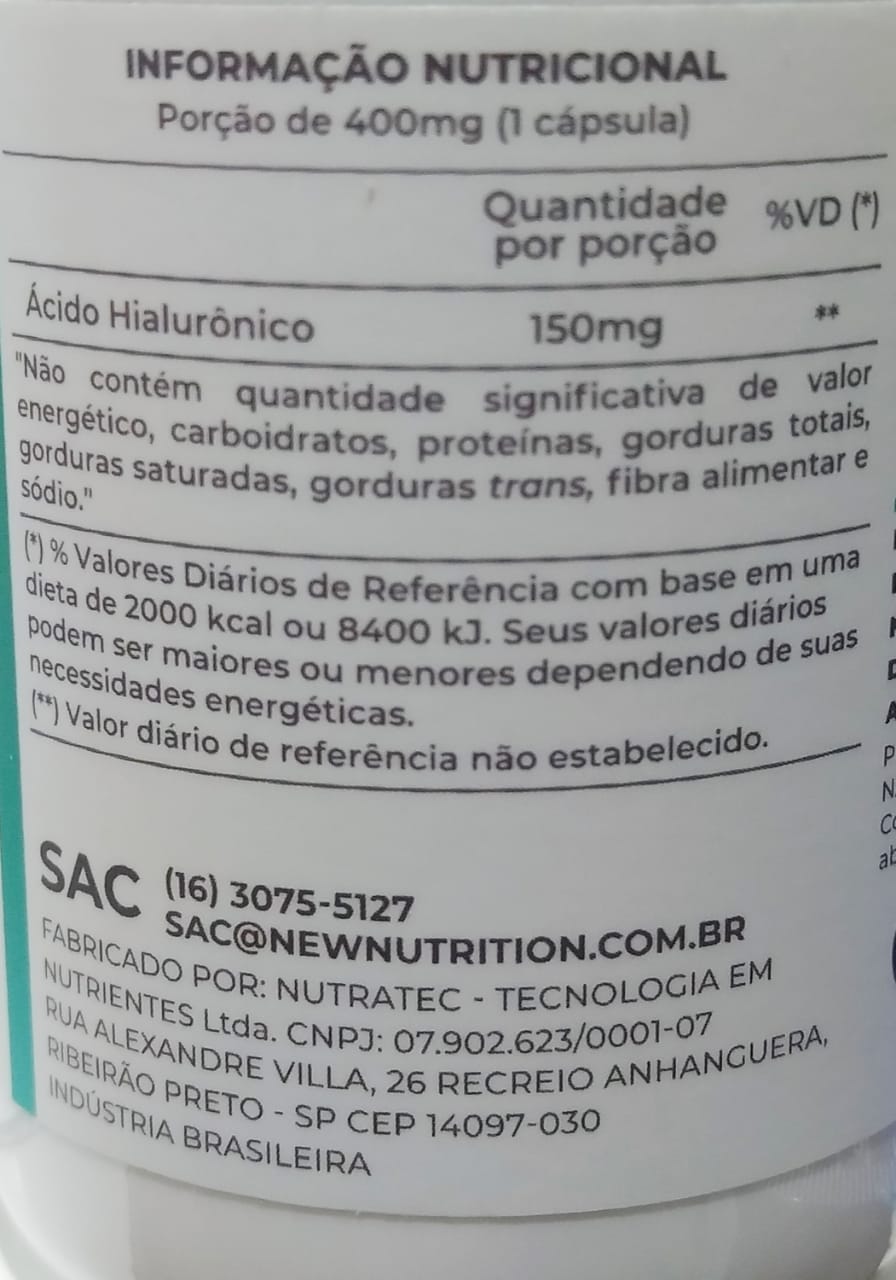 INFORMAÇÃO NUTRICIONAL
Porção de 400mg (1 cápsula)
Quantidade por porção %VD (*)
Ácido Hialurônico 150mg **
"Não contém quantidade significativa de valor
energético, carboidratos, proteínas, gorduras totais,
gorduras saturadas, gorduras trans, fibra alimentar e
sódio."
(*) % Valores Diários de Referência com base em uma
dieta de 2000 kcal ou 8400 kJ. Seus valores diários
podem ser maiores ou menores dependendo de suas
necessidades energéticas.
(**) Valor diário de referência não estabelecido.
SAC (16) 3075-5127
SAC@NEWNUTRITION.COM.BR
FABRICADO POR: NUTRATEC - TECNOLOGIA EM
NUTRIENTES Ltda. CNPJ: 07.902.623/0001-07
RUA ALEXANDRE VILLA, 26 RECREIO ANHANGUERA,
RIBEIRÃO PRETO - SP CEP 14097-030
INDÚSTRIA BRASILEIRA